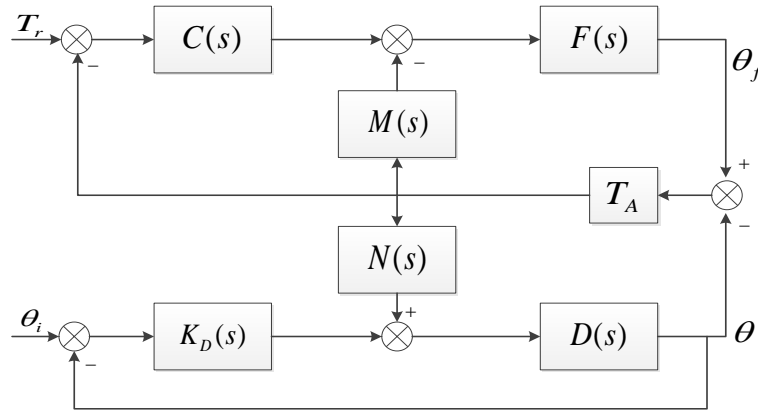 T_r
C(s)
F(s)
−
−
θ_f
M(s)
+
T_A
−
N(s)
θ_i
+
K_D(s)
D(s)
θ
−